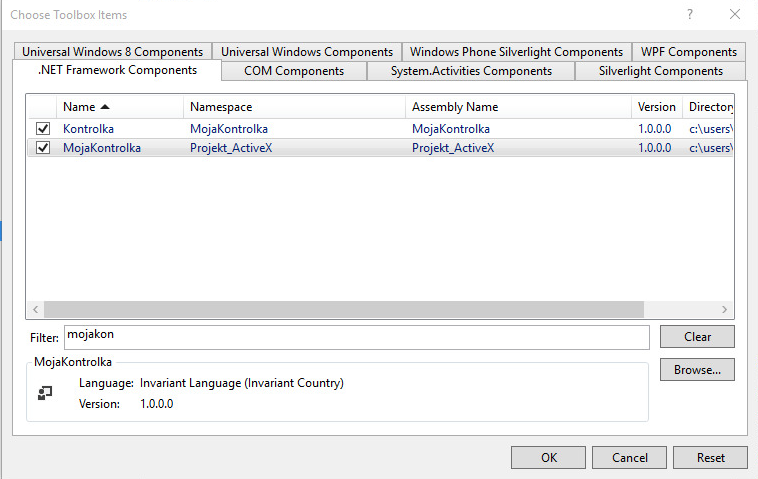 Choose Toolbox Items
Universal Windows 8 Components Universal Windows Components Windows Phone Silverlight Components WPF Components
.NET Framework Components COM Components System.Activities Components Silverlight Components
Name Namespace Assembly Name Version Directory
Kontrolka MojaKontrolka MojaKontrolka 1.0.0.0 c:\users\
MojaKontrolka Projekt_ActiveX Projekt_ActiveX 1.0.0.0 c:\users\
Filter: mojakon Clear
MojaKontrolka Browse...
Language: Invariant Language (Invariant Country)
Version: 1.0.0.0
OK Cancel Reset